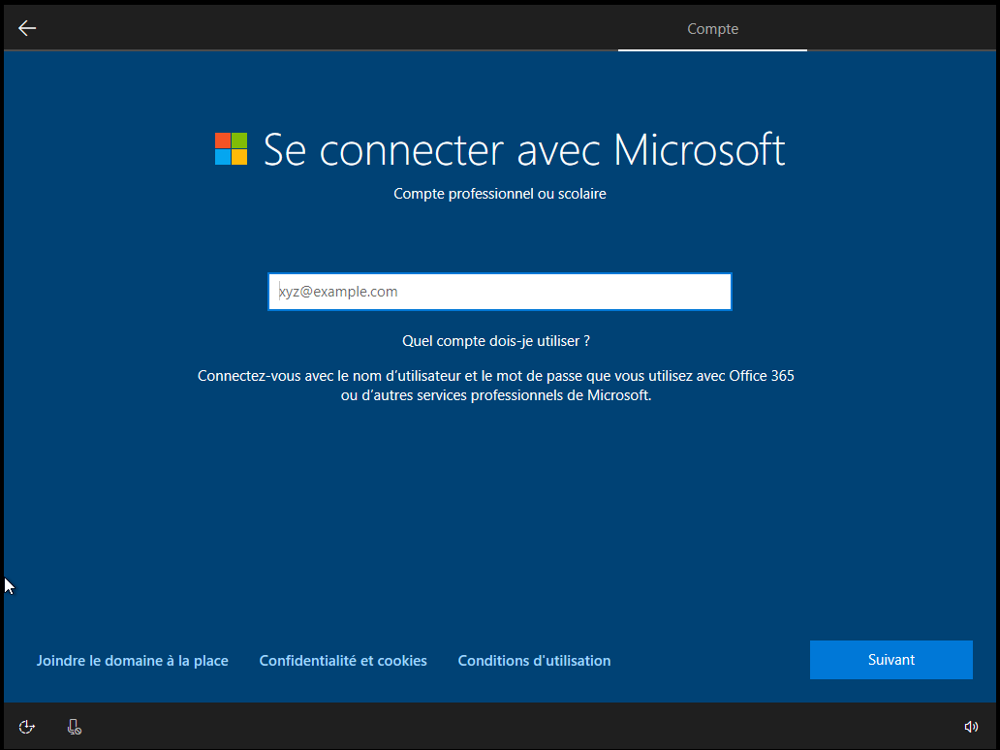 Compte
Se connecter avec Microsoft
Compte professionnel ou scolaire
xyz@example.com
Quel compte dois-je utiliser ?
Connectez-vous avec le nom d'utilisateur et le mot de passe que vous utilisez avec Office 365
ou d'autres services professionnels de Microsoft.
Joindre le domaine à la place
Confidentialité et cookies
Conditions d'utilisation
Suivant